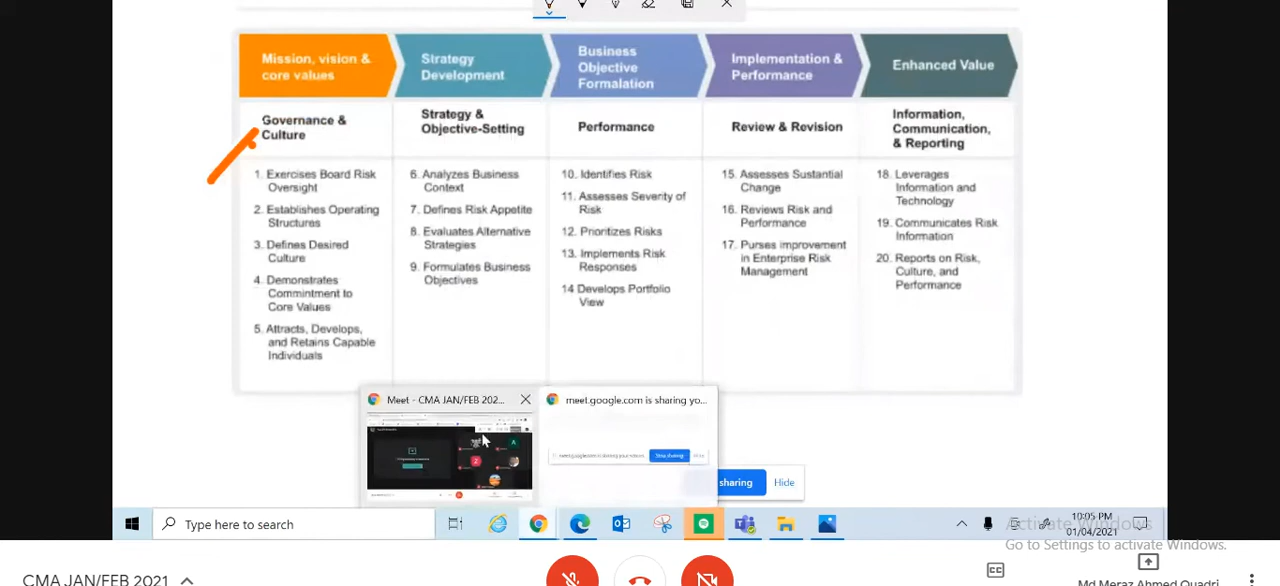 Mission, vision &
core values
Strategy
Development
Business
Objective
Formalation
Implementation &
Performance
Enhanced Value
Governance &
Culture
Strategy &
Objective-Setting
Performance
Review & Revision
Information,
Communication,
& Reporting
1. Exercises Board Risk
Oversight
2. Establishes Operating
Structures
3. Defines Desired
Culture
4. Demonstrates
Commintment to
Core Values
5. Attracts, Develops,
and Retains Capable
Individuals
6. Analyzes Business
Context
7. Defines Risk Appetite
8. Evaluates Alternative
Strategies
9. Formulates Business
Objectives
10. Identifies Risk
11. Assesses Severity of
Risk
12. Prioritizes Risks
13. Implements Risk
Responses
14 Develops Portfolio
View
15. Assesses Sustantial
Change
16. Reviews Risk and
Performance
17. Purses improvement
in Enterprise Risk
Management
18. Leverages
Information and
Technology
19. Communicates Risk
Information
20. Reports on Risk,
Culture, and
Performance
Meet - CMA JAN/FEB 202...
meet.google.com is sharing yo...
Stop sharing
sharing
Hide
Type here to search
10:05 PM
01/04/2021
Activate Windows
Go to Settings to activate Windows.
CMA JAN/FEB 2021
Md Meraz Ahmed Quadri